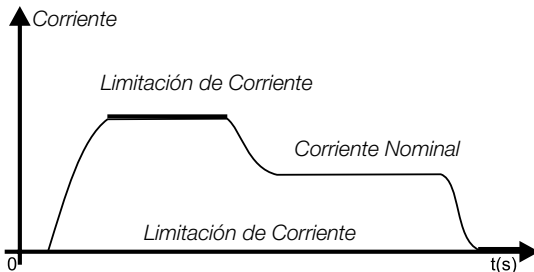 Corriente
Limitación de Corriente
Corriente Nominal
Limitación de Corriente
0
t(s)